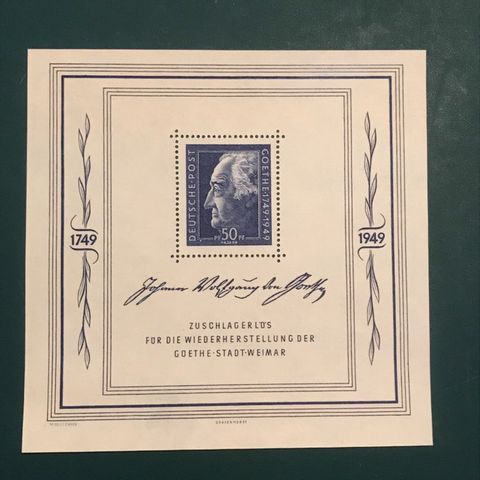 DEUTSCHE·POST
GOETHE·1749·1949
PF 50 PF
1749
1949
Johann Wolfgang von Goethe
ZUSCHLAGERLÖS
FÜR DIE WIEDERHERSTELLUNG DER
GOETHE·STADT·WEIMAR